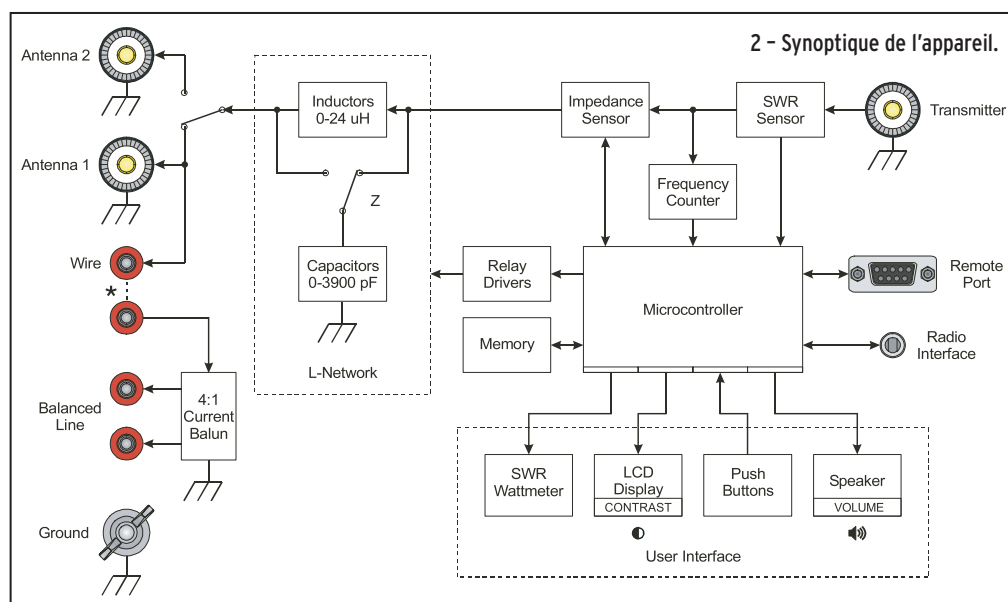 2 – Synoptique de l'appareil.
Antenna 2
Antenna 1
Wire
*
Balanced
Line
Ground
4:1
Current
Balun
Inductors
0-24 uH
Z
Capacitors
0-3900 pF
L-Network
Impedance
Sensor
SWR
Sensor
Transmitter
Frequency
Counter
Relay
Drivers
Memory
Microcontroller
Remote
Port
Radio
Interface
SWR
Wattmeter
LCD
Display
CONTRAST
Push
Buttons
Speaker
VOLUME
User Interface